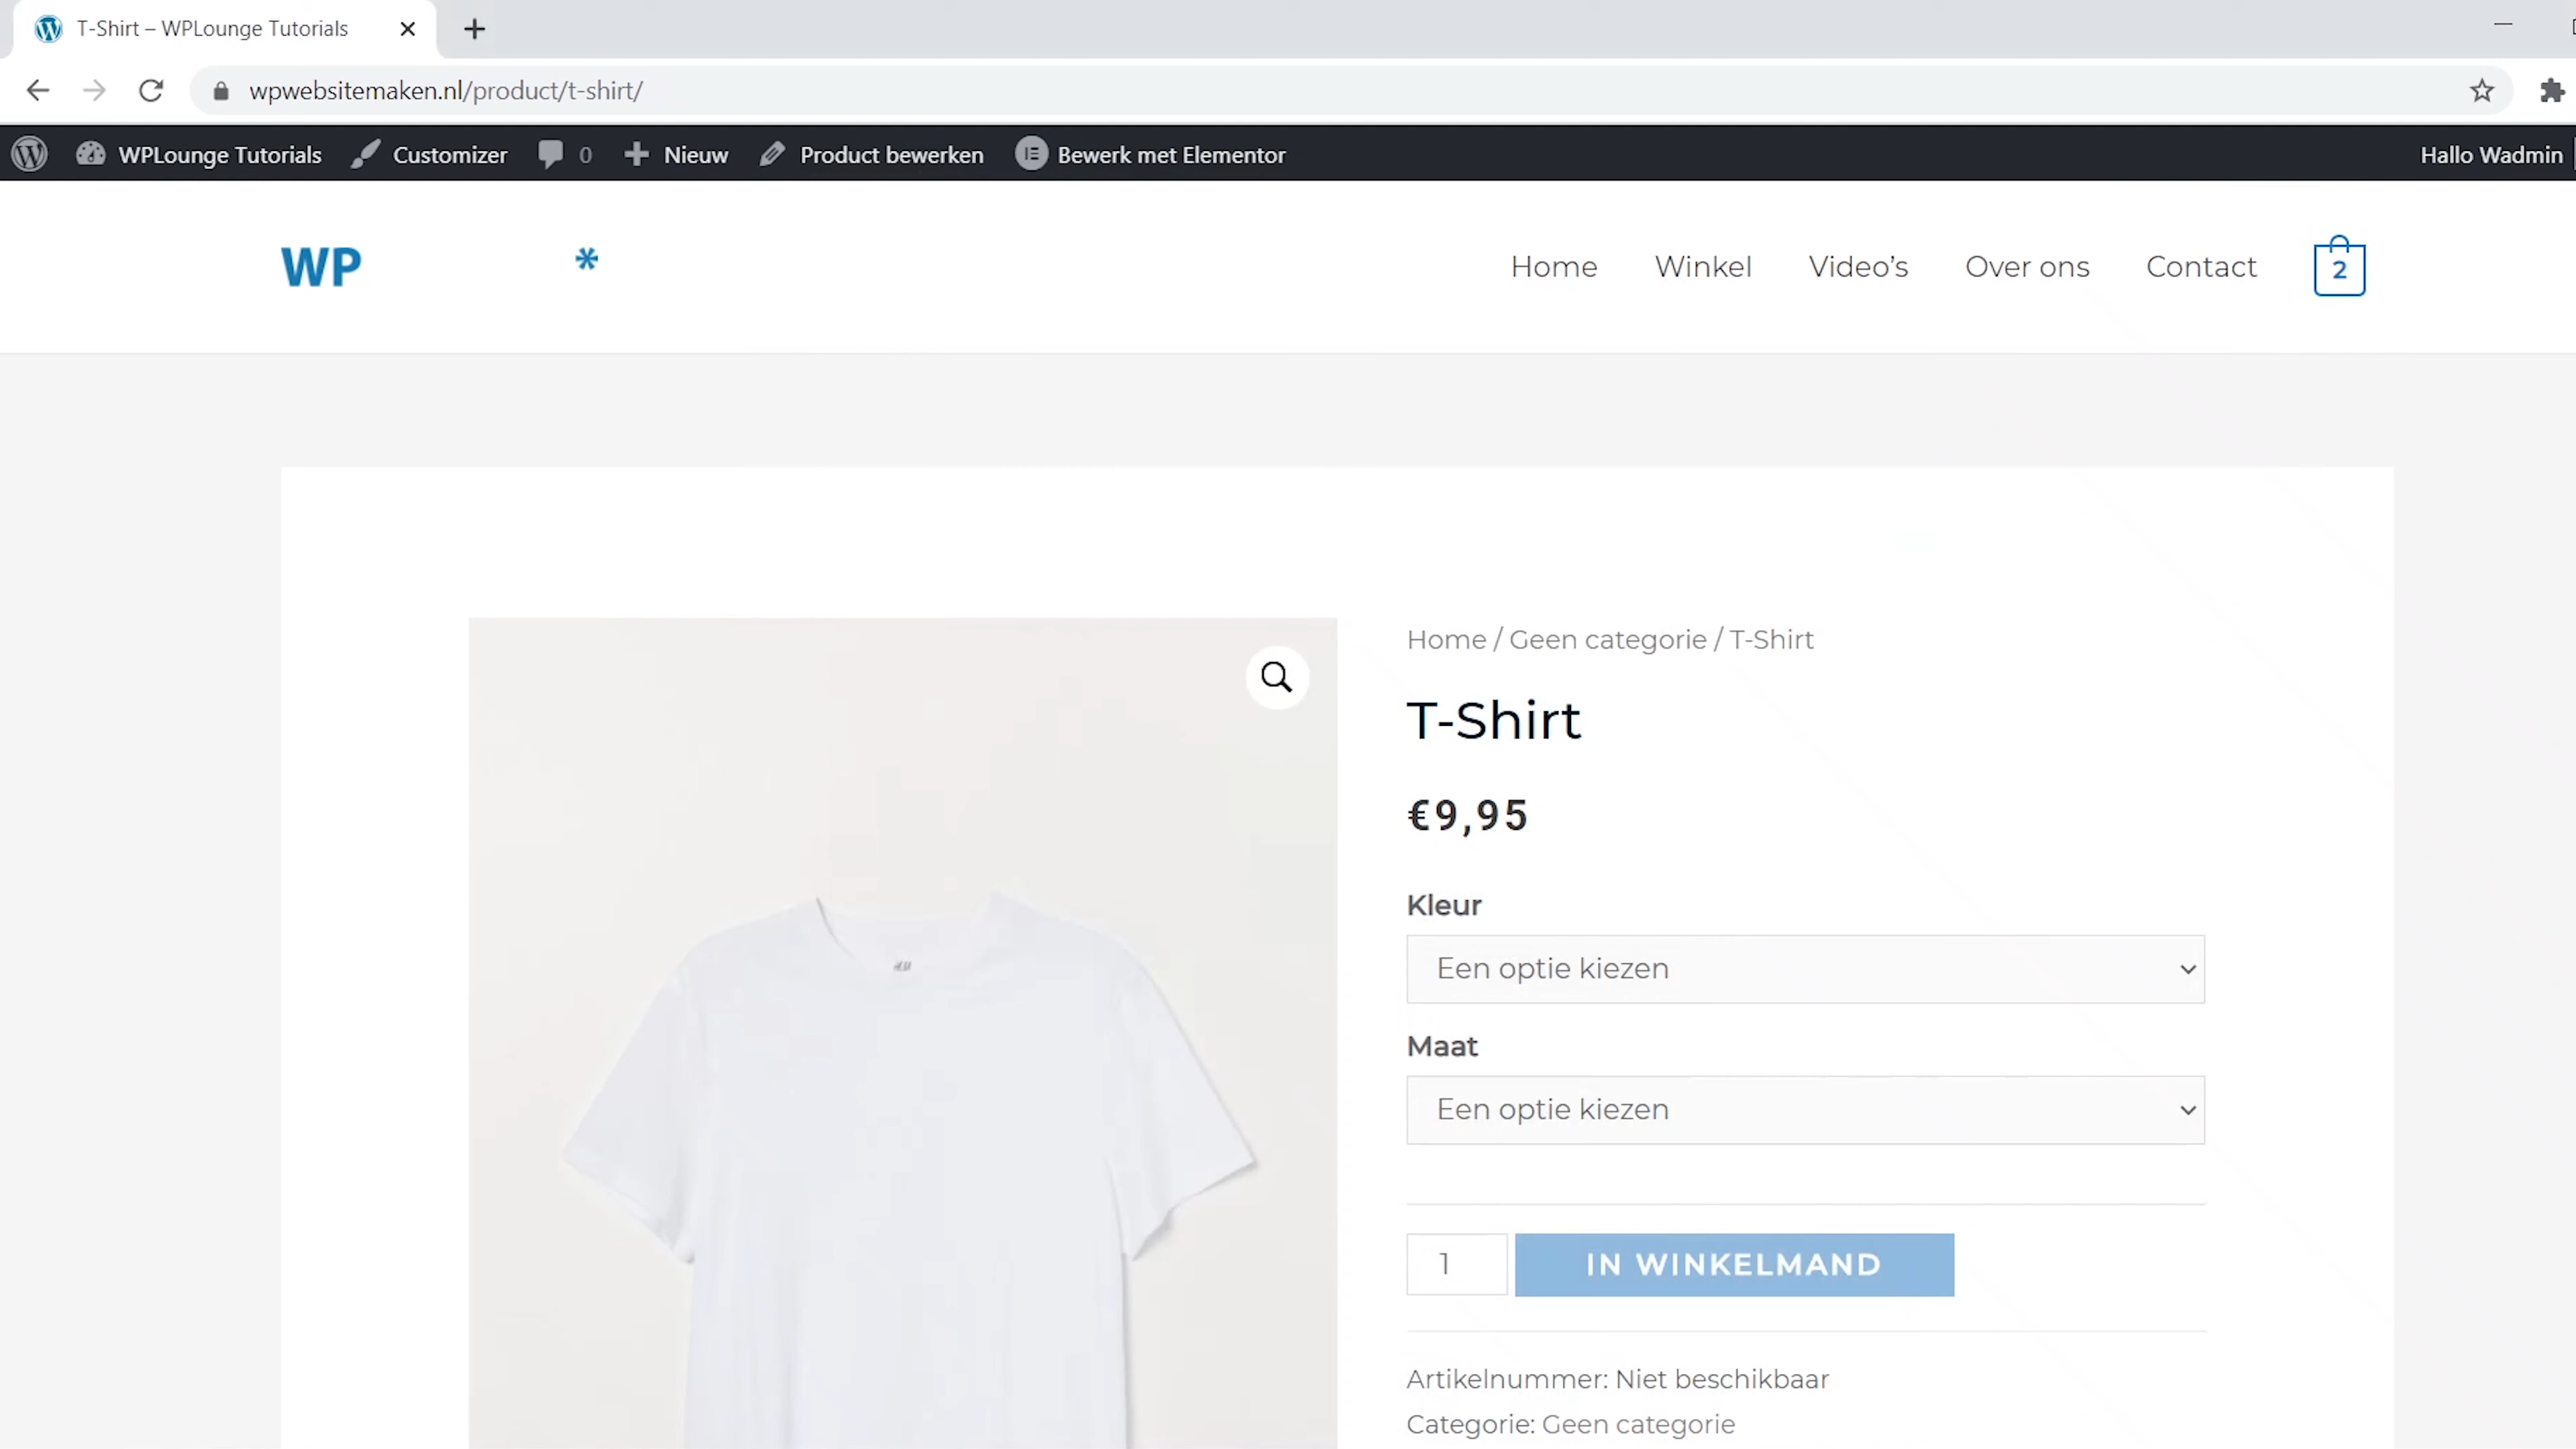 T-Shirt – WPLounge Tutorials
wpwebsitemaken.nl/product/t-shirt/
WPLounge Tutorials Customizer 0 Nieuw Product bewerken Bewerk met Elementor Hallo Wadmin
WP *
Home Winkel Video's Over ons Contact 2
Home / Geen categorie / T-Shirt
T-Shirt
€9,95
Kleur
Een optie kiezen
Maat
Een optie kiezen
1 IN WINKELMAND
Artikelnummer: Niet beschikbaar
Categorie: Geen categorie